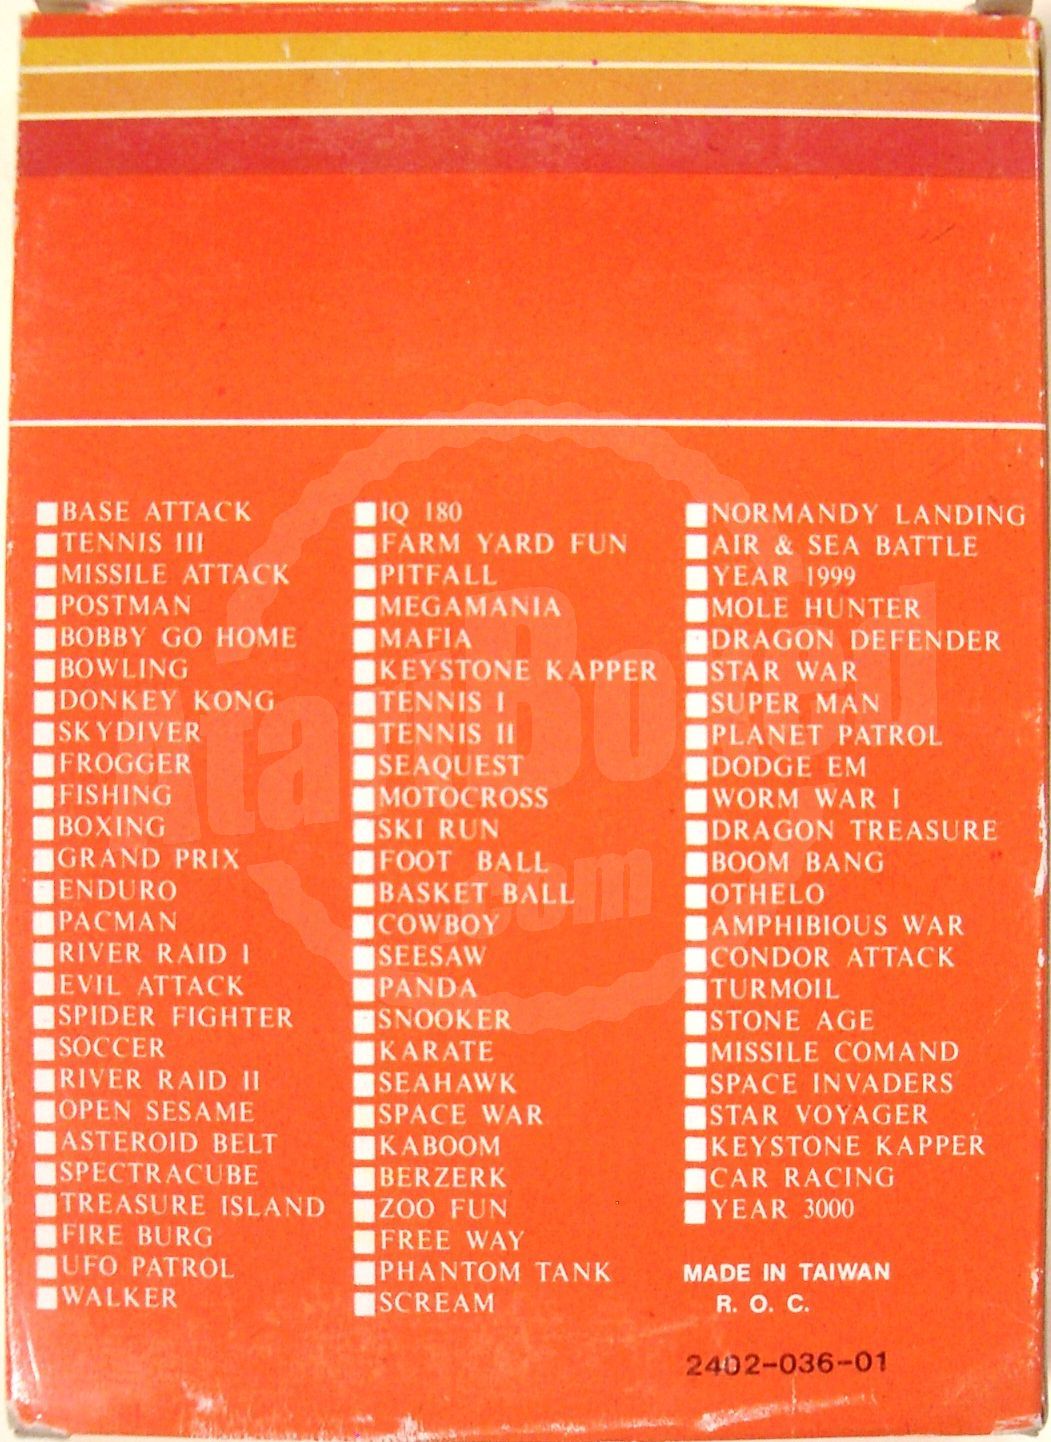 BASE ATTACK
TENNIS III
MISSILE ATTACK
POSTMAN
BOBBY GO HOME
BOWLING
DONKEY KONG
SKYDIVER
FROGGER
FISHING
BOXING
GRAND PRIX
ENDURO
PACMAN
RIVER RAID I
EVIL ATTACK
SPIDER FIGHTER
SOCCER
RIVER RAID II
OPEN SESAME
ASTEROID BELT
SPECTRACUBE
TREASURE ISLAND
FIRE BURG
UFO PATROL
WALKER
IQ 180
FARM YARD FUN
PITFALL
MEGAMANIA
MAFIA
KEYSTONE KAPPER
TENNIS I
TENNIS II
SEAQUEST
MOTOCROSS
SKI RUN
FOOT BALL
BASKET BALL
COWBOY
SEESAW
PANDA
SNOOKER
KARATE
SEAHAWK
SPACE WAR
KABOOM
BERZERK
ZOO FUN
FREE WAY
PHANTOM TANK
SCREAM
NORMANDY LANDING
AIR & SEA BATTLE
YEAR 1999
MOLE HUNTER
DRAGON DEFENDER
STAR WAR
SUPER MAN
PLANET PATROL
DODGE EM
WORM WAR I
DRAGON TREASURE
BOOM BANG
OTHELO
AMPHIBIOUS WAR
CONDOR ATTACK
TURMOIL
STONE AGE
MISSILE COMAND
SPACE INVADERS
STAR VOYAGER
KEYSTONE KAPPER
CAR RACING
YEAR 3000
MADE IN TAIWAN
R. O. C.
2402-036-01
.com